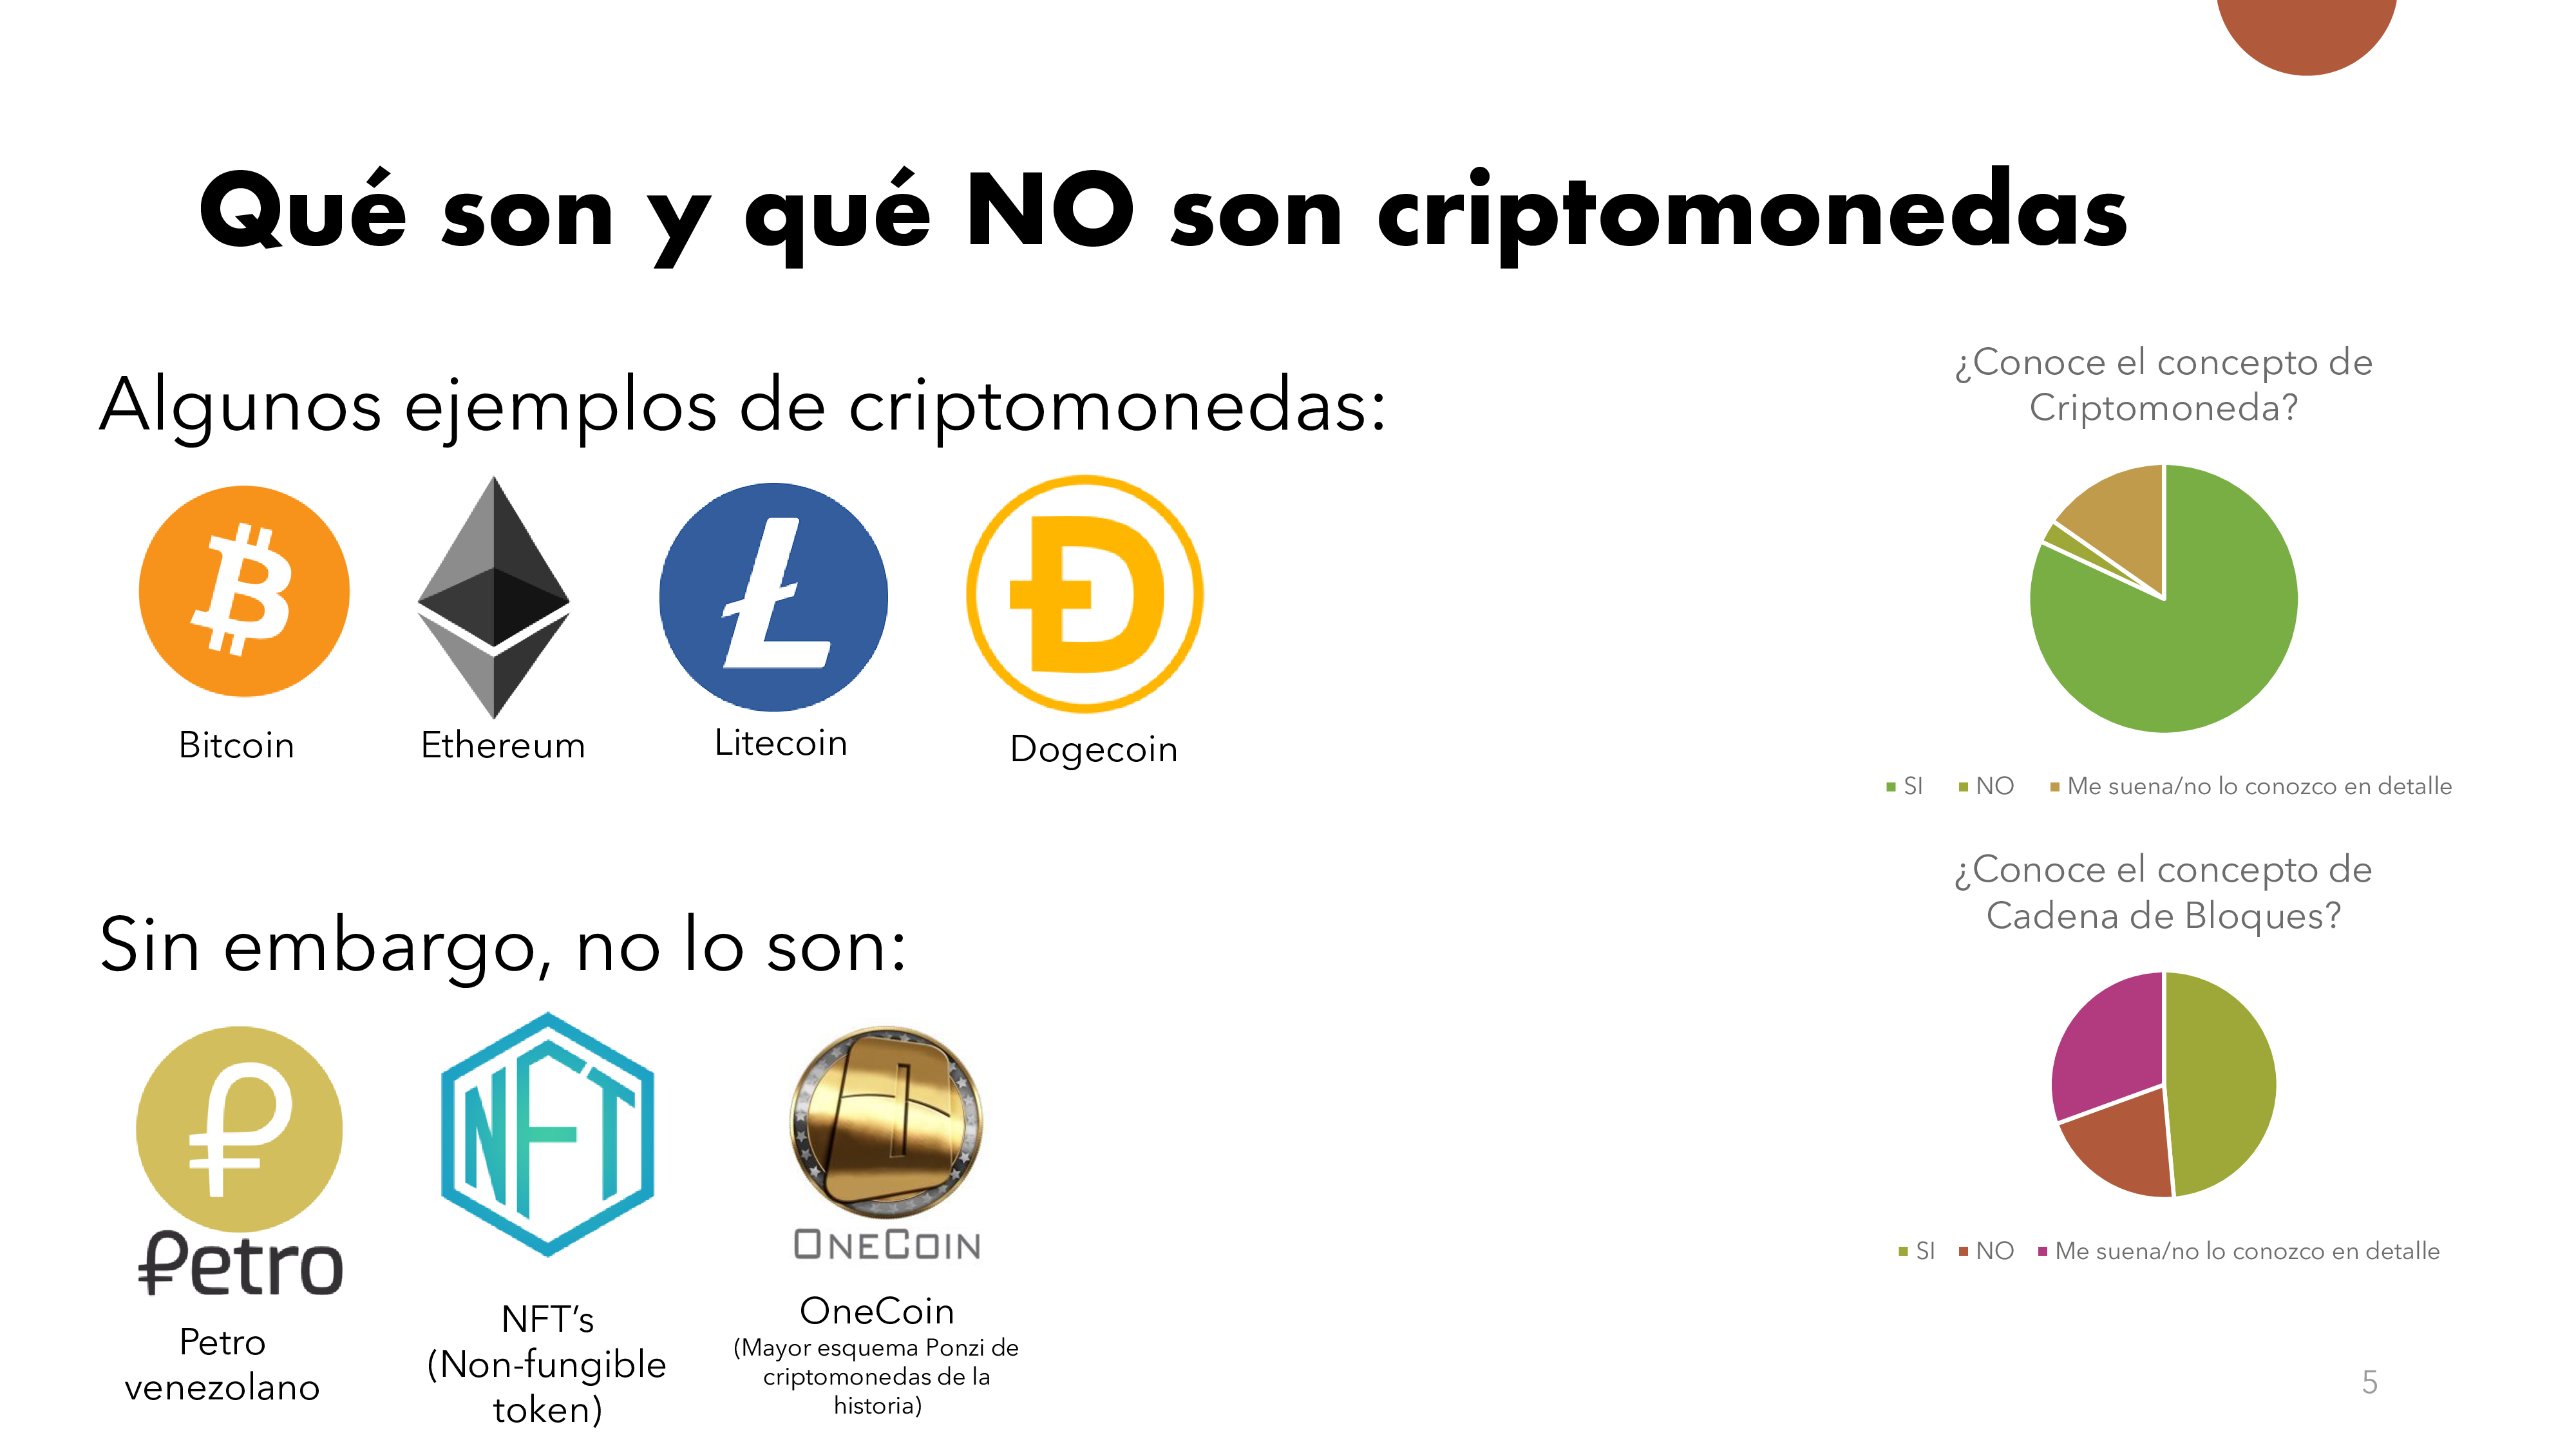 Qué son y qué NO son criptomonedas
Algunos ejemplos de criptomonedas:
Bitcoin
Ethereum
Litecoin
Dogecoin
Sin embargo, no lo son:
Petro
Petro
venezolano
NFT
NFT’s
(Non-fungible
token)
ONECOIN
OneCoin
(Mayor esquema Ponzi de
criptomonedas de la
historia)
¿Conoce el concepto de
Criptomoneda?
SI NO Me suena/no lo conozco en detalle
¿Conoce el concepto de
Cadena de Bloques?
SI NO Me suena/no lo conozco en detalle
5